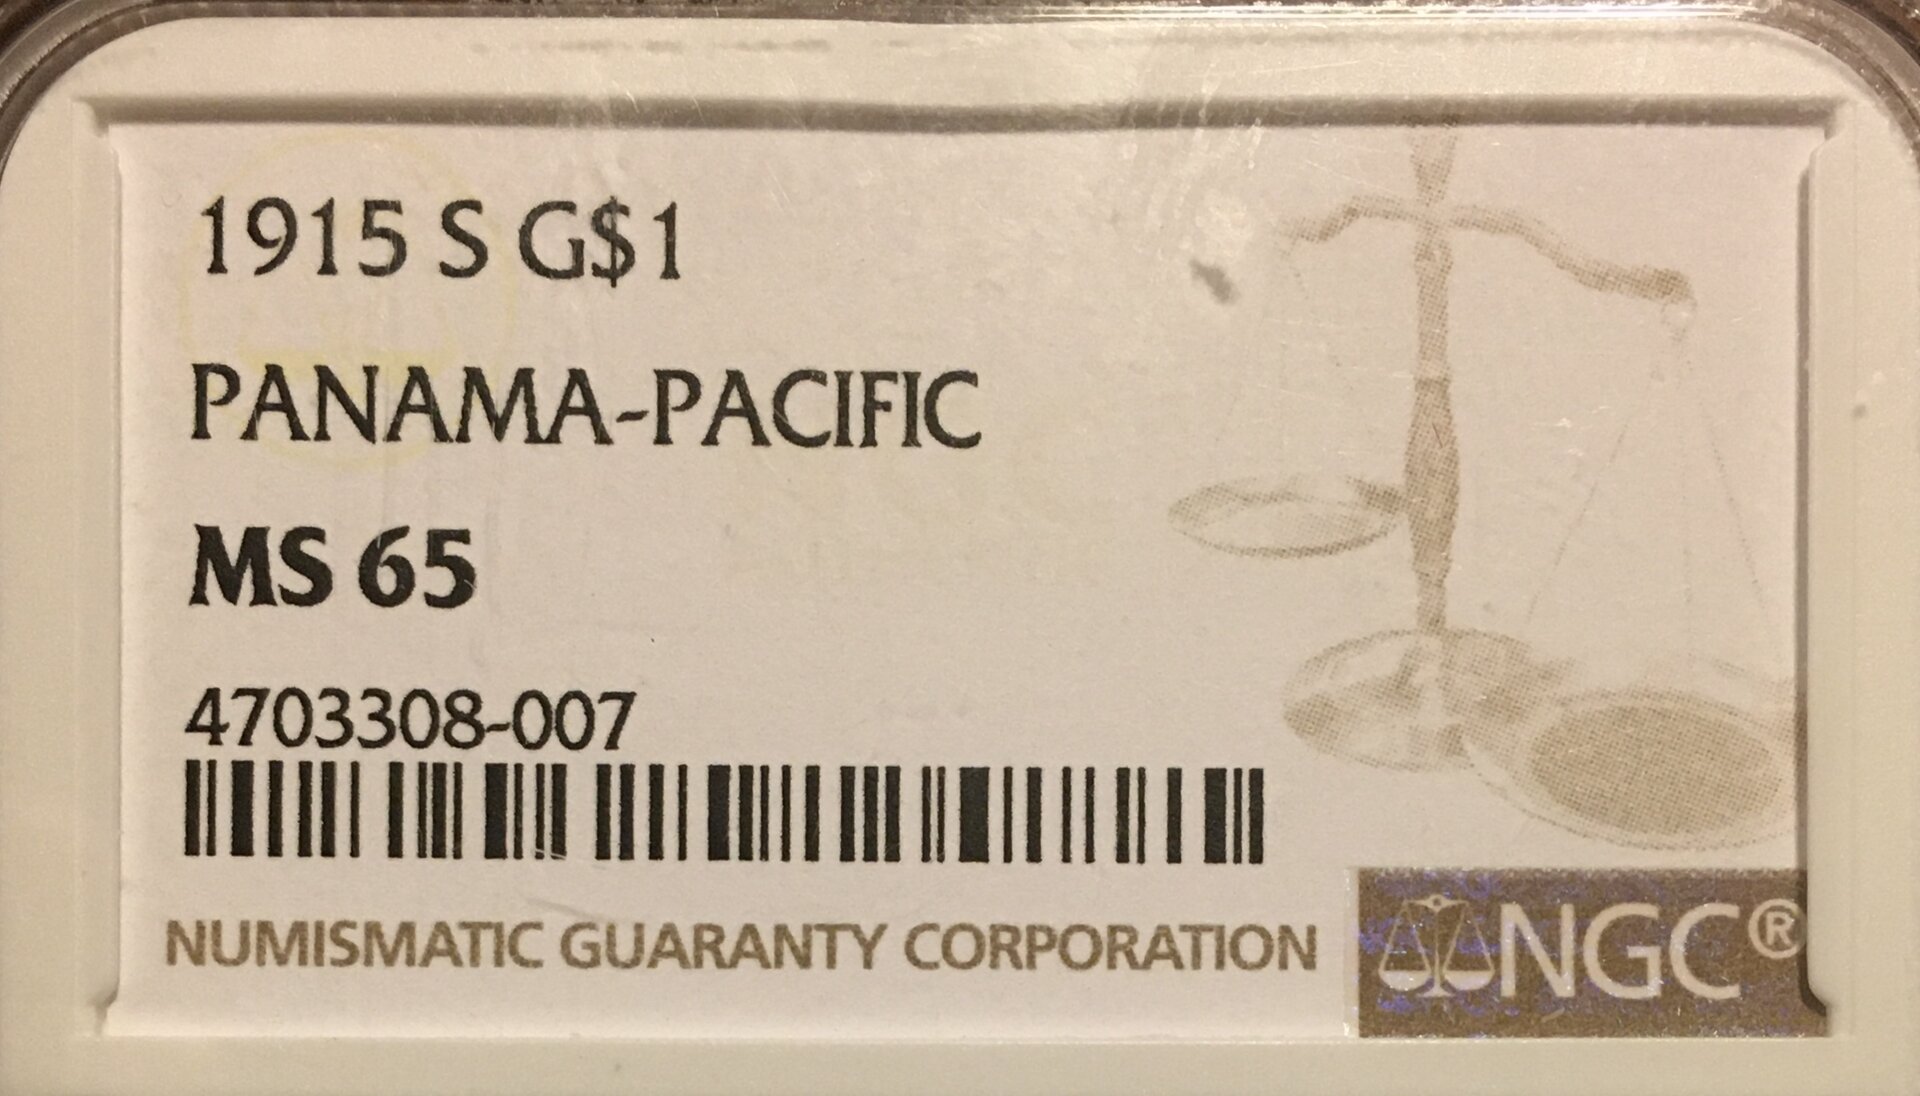 1915 S G$1
PANAMA-PACIFIC
MS 65
4703308-007
NUMISMATIC GUARANTY CORPORATION
NGC®